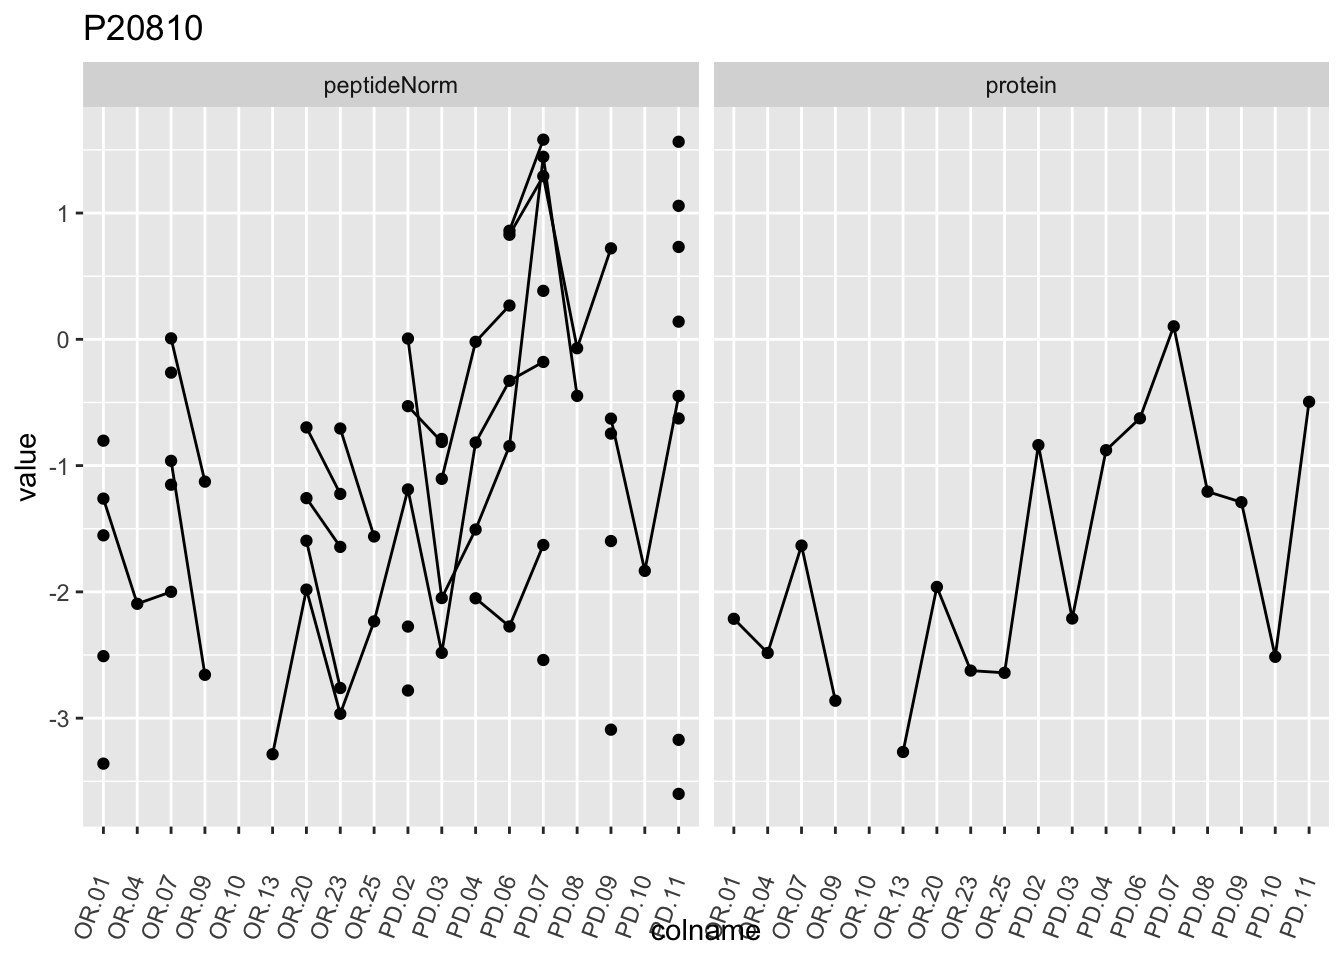 P20810
peptideNorm protein
1
0
-1
-2
-3
value
OR.01 OR.04 OR.07 OR.09 OR.10 OR.13 OR.20 OR.23 OR.25 PD.02 PD.03 PD.04 PD.06 PD.07 PD.08 PD.09 PD.10 PD.11 OR.01 OR.04 OR.07 OR.09 OR.10 OR.13 OR.20 OR.23 OR.25 PD.02 PD.03 PD.04 PD.06 PD.07 PD.08 PD.09 PD.10 PD.11
colname